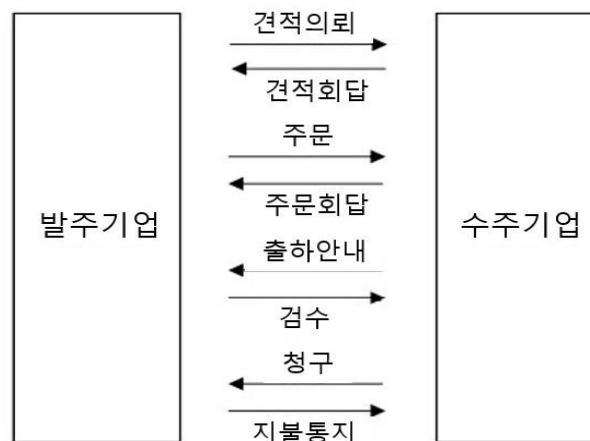 견적의뢰
견적회답
주문
발주기업
주문회답
수주기업
출하안내
검수
청구
지불통지